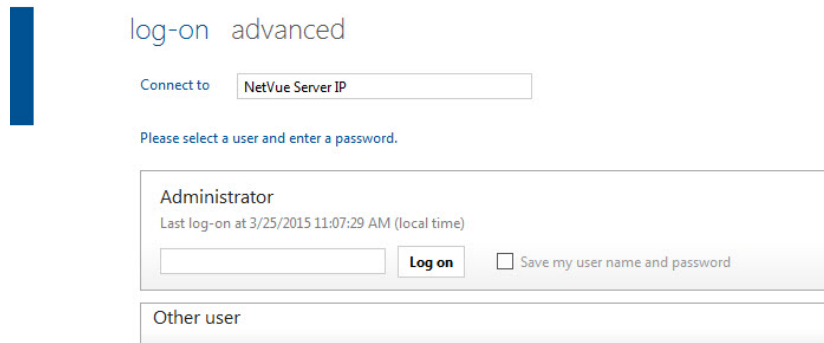 log-on advanced
Connect to NetVue Server IP
Please select a user and enter a password.
Administrator
Last log-on at 3/25/2015 11:07:29 AM (local time)
Log on Save my user name and password
Other user